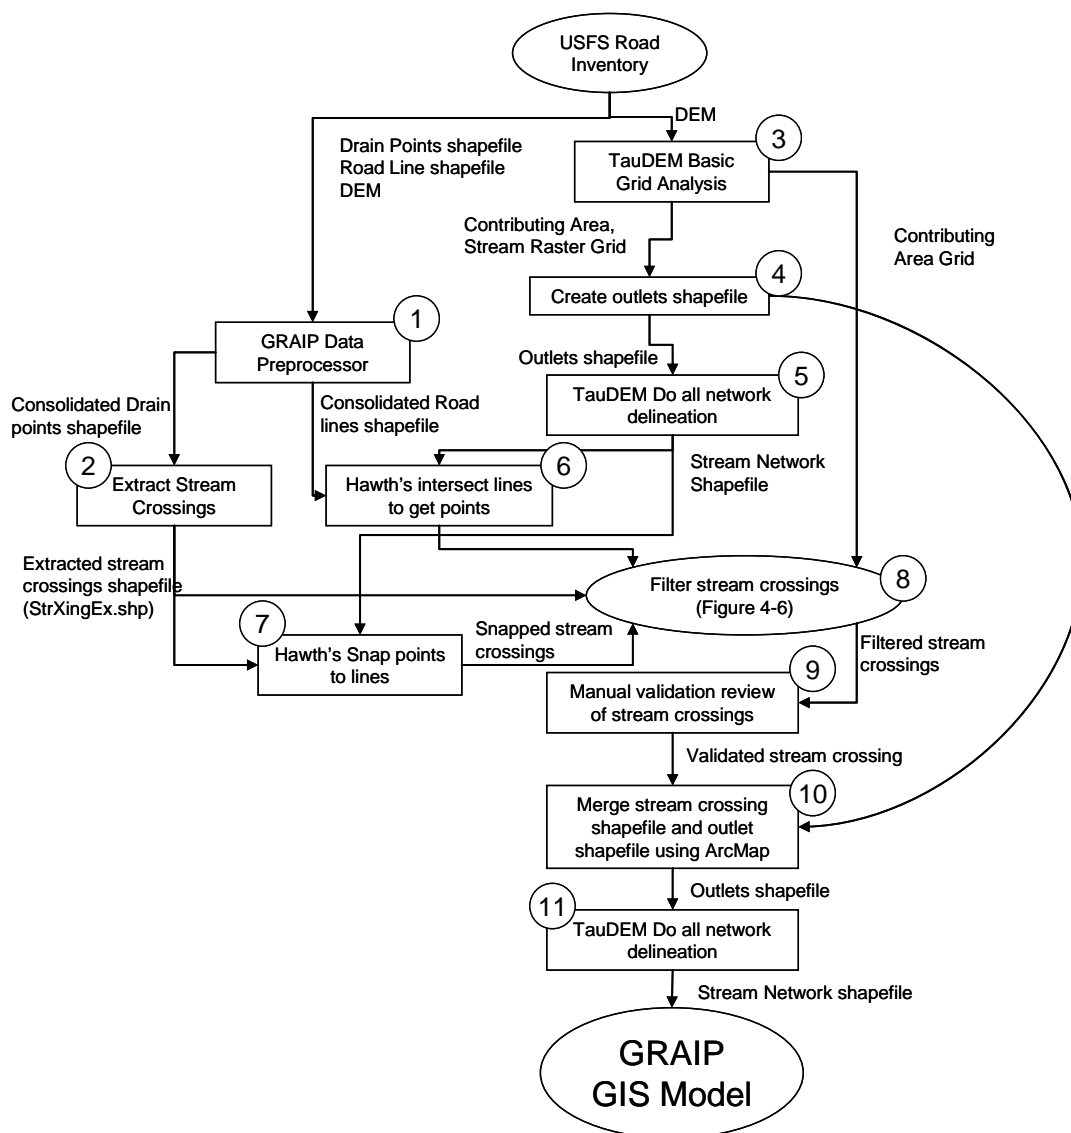 USFS Road
Inventory
DEM
3
Drain Points shapefile
Road Line shapefile
DEM
TauDEM Basic
Grid Analysis
Contributing Area,
Stream Raster Grid
Contributing
Area Grid
4
Create outlets shapefile
1
GRAIP Data
Preprocessor
Outlets shapefile
5
TauDEM Do all network
delineation
Consolidated Drain
points shapefile
Consolidated Road
lines shapefile
2
Extract Stream
Crossings
6
Hawth's intersect lines
to get points
Stream Network
Shapefile
Extracted stream
crossings shapefile
(StrXingEx.shp)
8
Filter stream crossings
(Figure 4-6)
7
Hawth's Snap points
to lines
Snapped stream
crossings
Filtered stream
crossings
9
Manual validation review
of stream crossings
Validated stream crossing
10
Merge stream crossing
shapefile and outlet
shapefile using ArcMap
Outlets shapefile
11
TauDEM Do all network
delineation
Stream Network shapefile
GRAIP
GIS Model